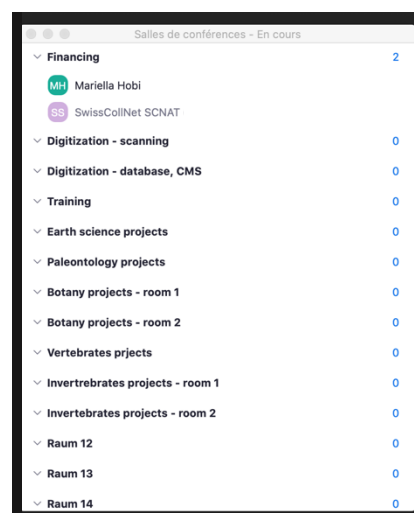 Salles de conférences - En cours
Financing 2
MH Mariella Hobi
SS SwissCollNet SCNAT
Digitization - scanning 0
Digitization - database, CMS 0
Training 0
Earth science projects 0
Paleontology projects 0
Botany projects - room 1 0
Botany projects - room 2 0
Vertebrates prjects 0
Invertrebrates projects - room 1 0
Invertebrates projects - room 2 0
Raum 12 0
Raum 13 0
Raum 14 0